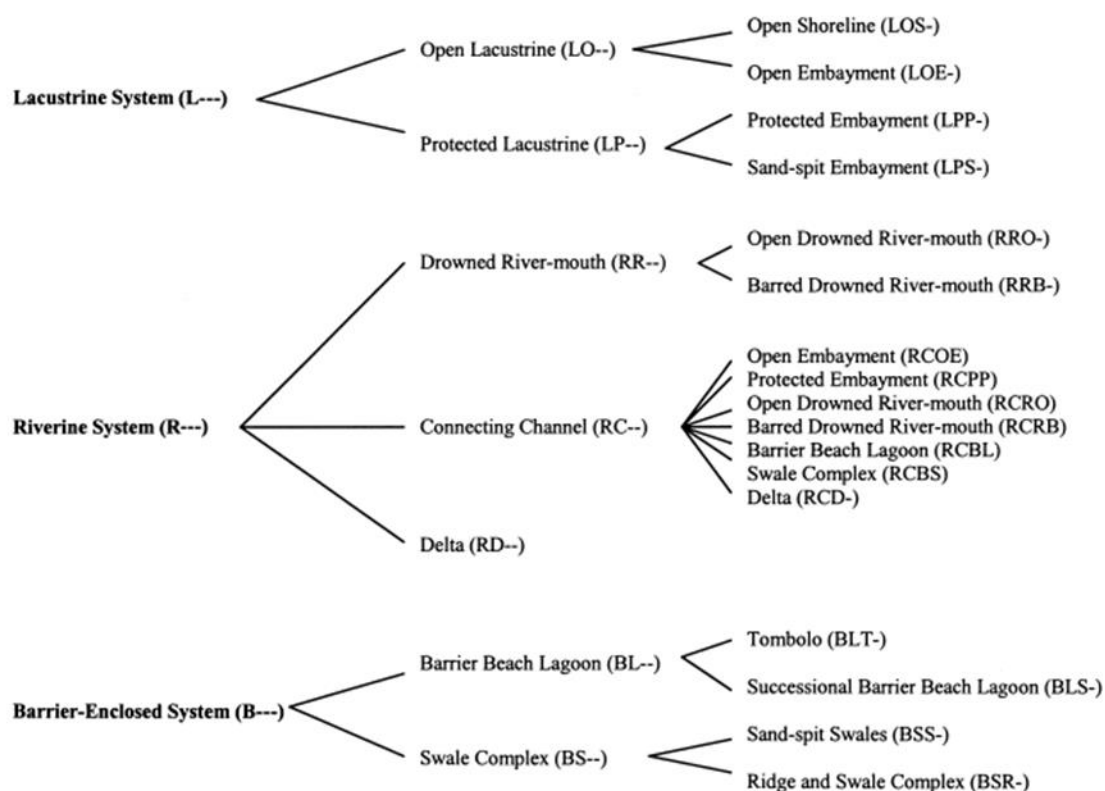 Open Shoreline (LOS-)
Open Lacustrine (LO--)
Open Embayment (LOE-)
Lacustrine System (L---)
Protected Embayment (LPP-)
Protected Lacustrine (LP--)
Sand-spit Embayment (LPS-)
Open Drowned River-mouth (RRO-)
Drowned River-mouth (RR--)
Barred Drowned River-mouth (RRB-)
Open Embayment (RCOE)
Protected Embayment (RCPP)
Open Drowned River-mouth (RCRO)
Riverine System (R---)
Connecting Channel (RC--)
Barred Drowned River-mouth (RCRB)
Barrier Beach Lagoon (RCBL)
Swale Complex (RCBS)
Delta (RCD-)
Delta (RD--)
Tombolo (BLT-)
Barrier Beach Lagoon (BL--)
Successional Barrier Beach Lagoon (BLS-)
Barrier-Enclosed System (B---)
Sand-spit Swales (BSS-)
Swale Complex (BS--)
Ridge and Swale Complex (BSR-)